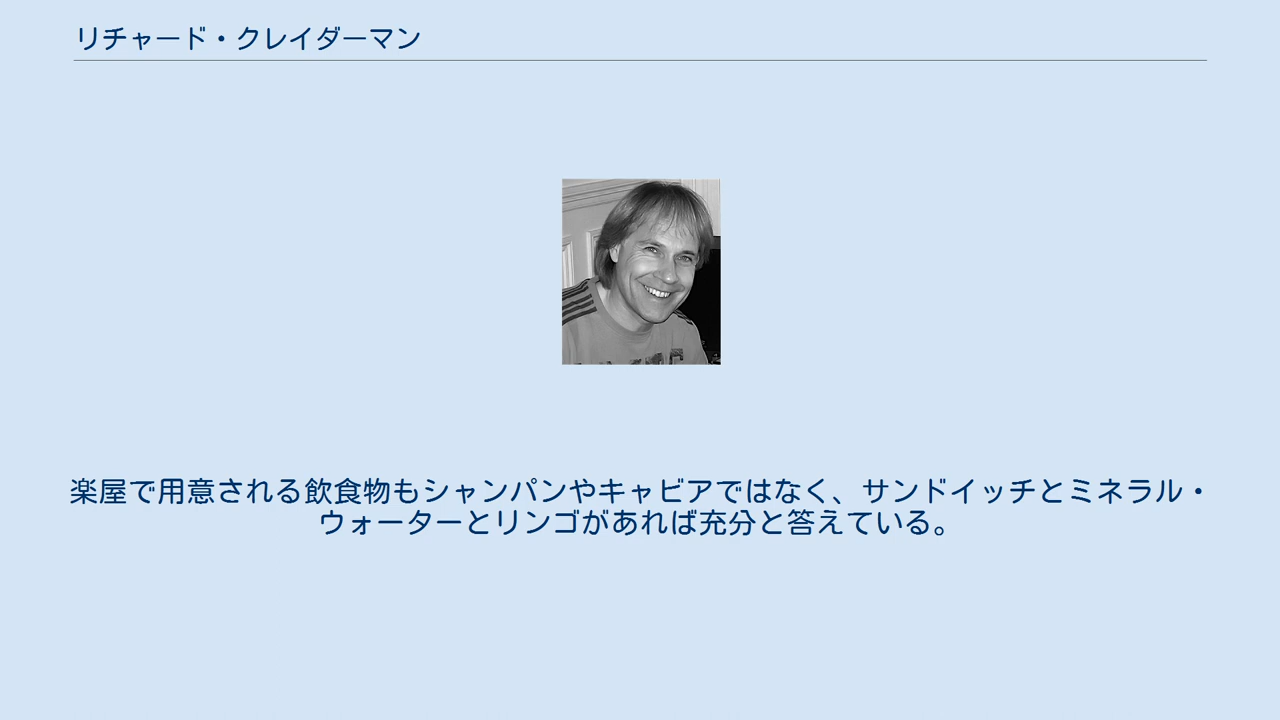 リチャード・クレイダーマン
楽屋で用意される飲食物もシャンパンやキャビアではなく、サンドイッチとミネラル・
ウォーターとリンゴがあれば充分と答えている。